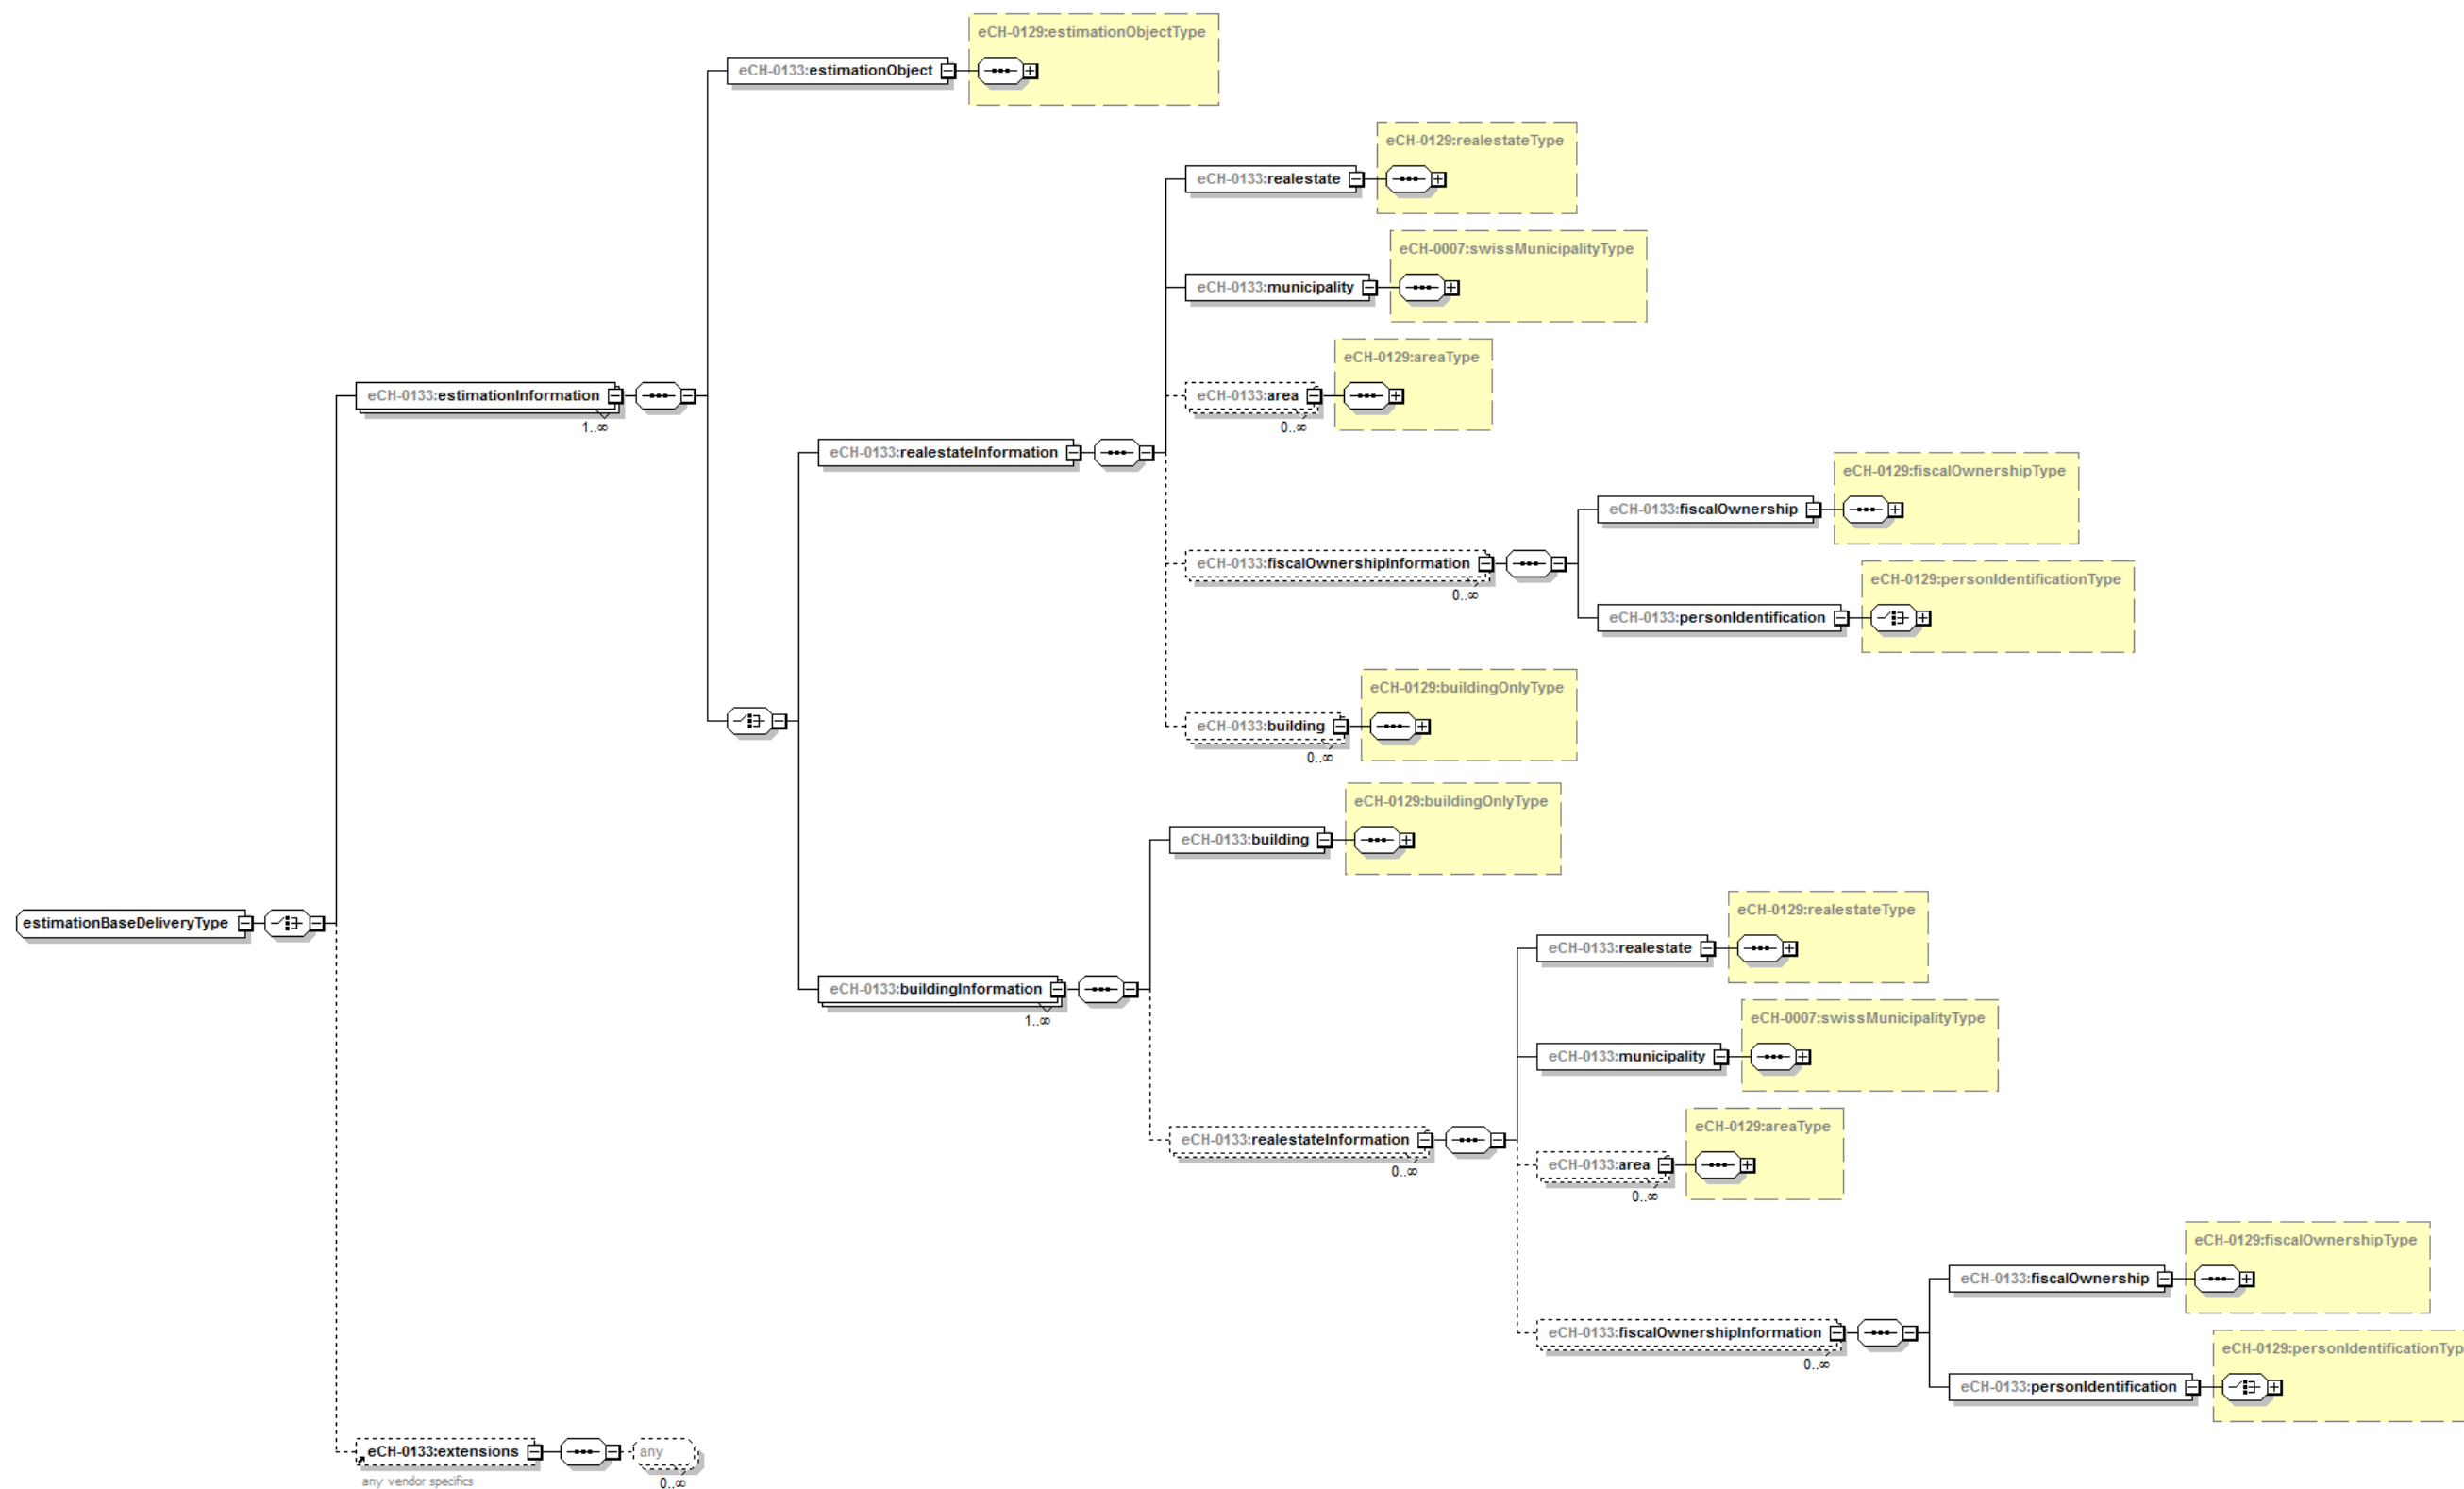 eCH-0129:estimationObjectType
eCH-0133:estimationObject
eCH-0129:realestateType
eCH-0133:realestate
eCH-0007:swissMunicipalityType
eCH-0133:municipality
eCH-0129:areaType
eCH-0133:estimationInformation
1..∞
eCH-0133:area
0..∞
eCH-0133:realestateInformation
eCH-0129:fiscalOwnershipType
eCH-0133:fiscalOwnership
eCH-0133:fiscalOwnershipInformation
0..∞
eCH-0129:personIdentificationType
eCH-0133:personIdentification
eCH-0129:buildingOnlyType
eCH-0133:building
0..∞
eCH-0129:buildingOnlyType
eCH-0133:building
estimationBaseDeliveryType
eCH-0129:realestateType
eCH-0133:realestate
eCH-0133:buildingInformation
1..∞
eCH-0007:swissMunicipalityType
eCH-0133:municipality
eCH-0129:areaType
eCH-0133:realestateInformation
0..∞
eCH-0133:area
0..∞
eCH-0129:fiscalOwnershipType
eCH-0133:fiscalOwnership
eCH-0133:fiscalOwnershipInformation
0..∞
eCH-0129:personIdentificationTyp
eCH-0133:personIdentification
eCH-0133:extensions
any
0..∞
any vendor specifics